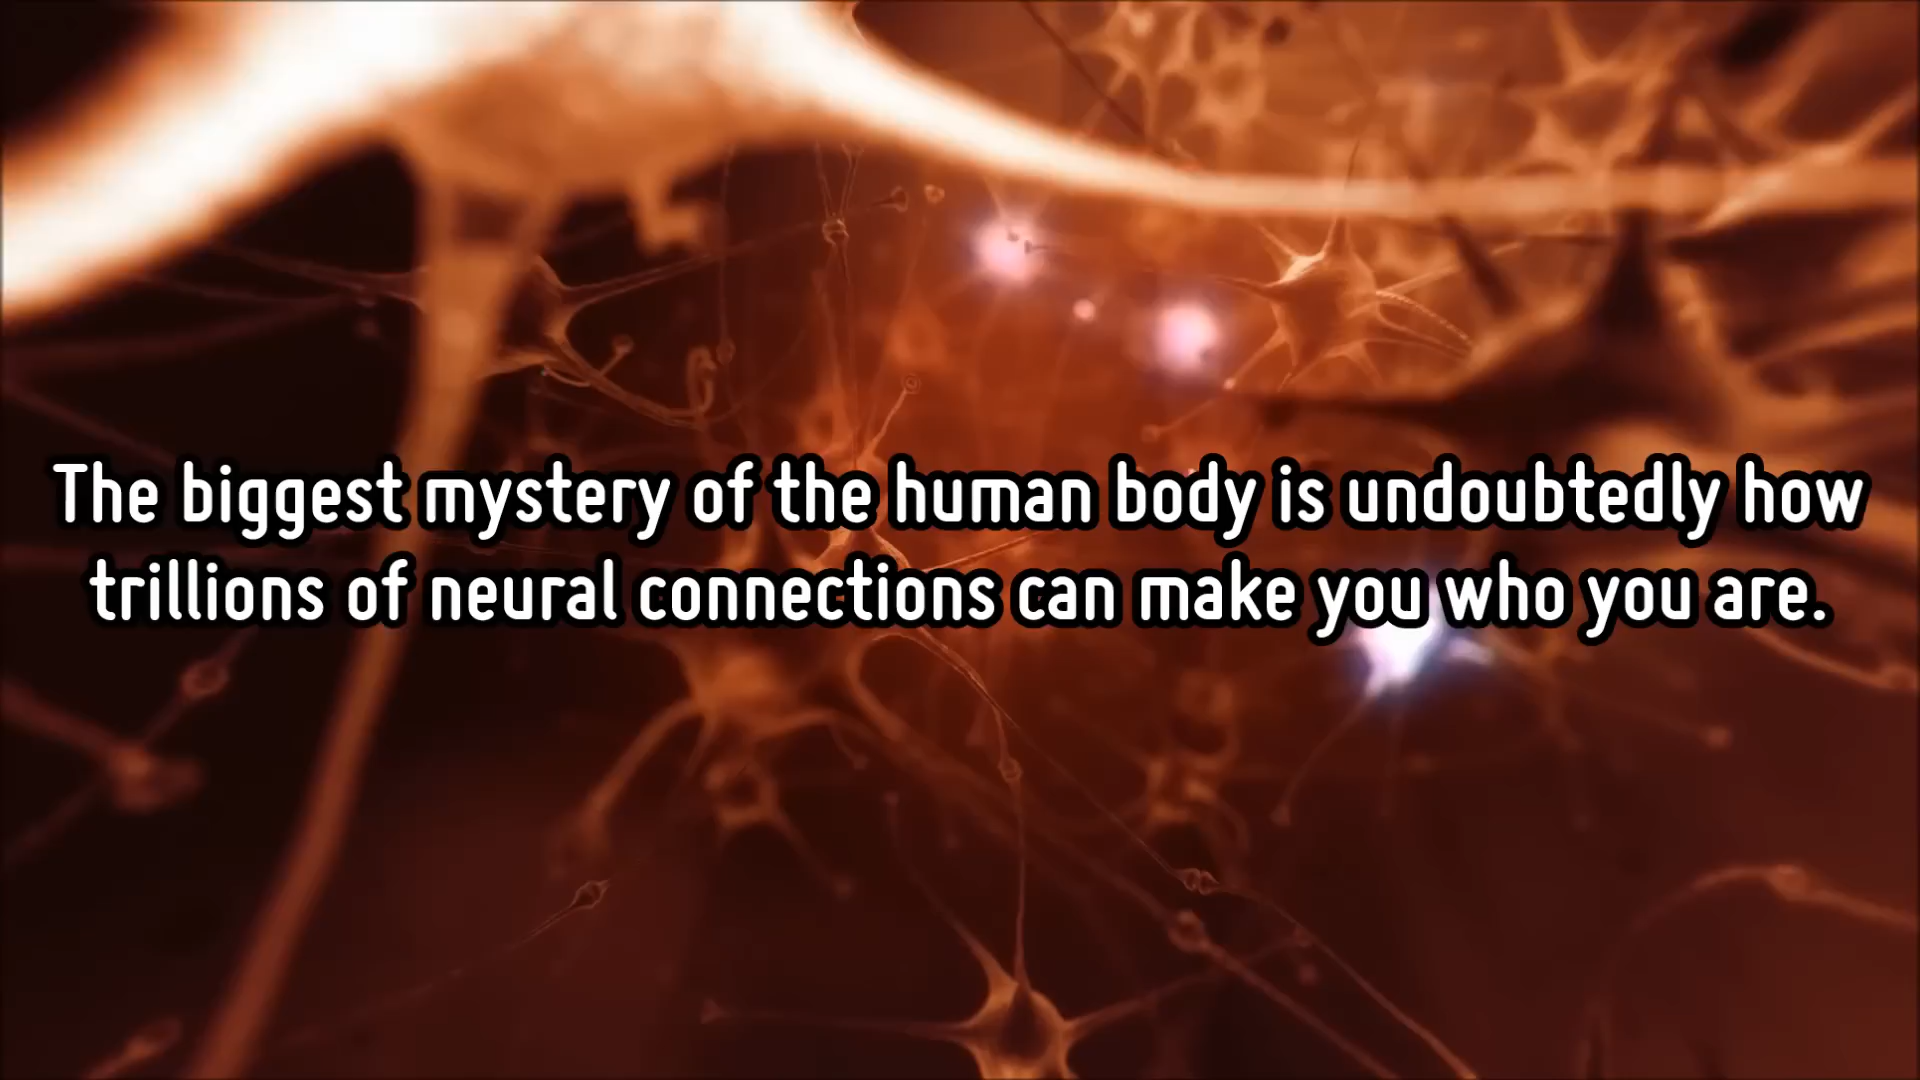 The biggest mystery of the human body is undoubtedly how
trillions of neural connections can make you who you are.